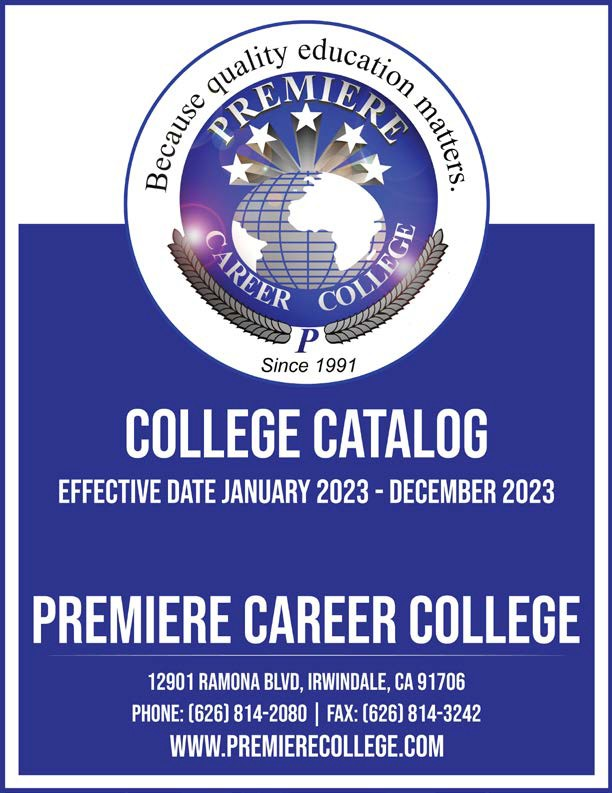 Because quality education matters.
PREMIERE
CAREER COLLEGE
P
Since 1991
COLLEGE CATALOG
EFFECTIVE DATE JANUARY 2023 - DECEMBER 2023
PREMIERE CAREER COLLEGE
12901 RAMONA BLVD, IRWINDALE, CA 91706
PHONE: (626) 814-2080 | FAX: (626) 814-3242
WWW.PREMIERECOLLEGE.COM